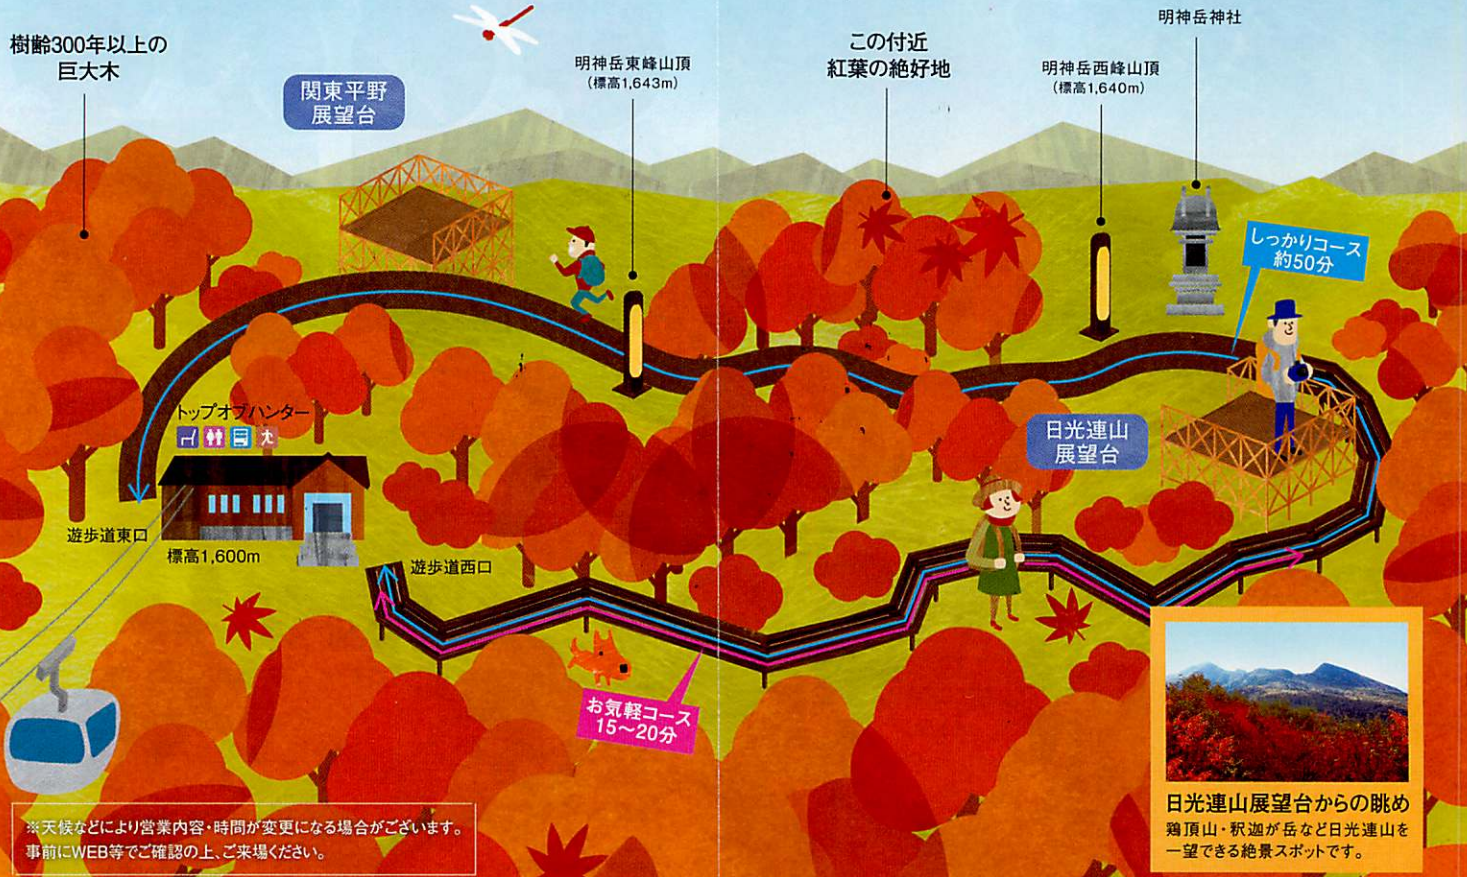 樹齢300年以上の
巨大木
関東平野
展望台
明神岳東峰山頂
(標高1,643m)
この付近
紅葉の絶好地
明神岳西峰山頂
(標高1,640m)
明神岳神社
しっかりコース
約50分
トップオブハンター
日光連山
展望台
遊歩道東口
標高1,600m
遊歩道西口
お気軽コース
15〜20分
日光連山展望台からの眺め
鶏頂山・釈迦が岳など日光連山を
一望できる絶景スポットです。
※天候などにより営業内容・時間が変更になる場合がございます。
事前にWEB等でご確認の上、ご来場ください。